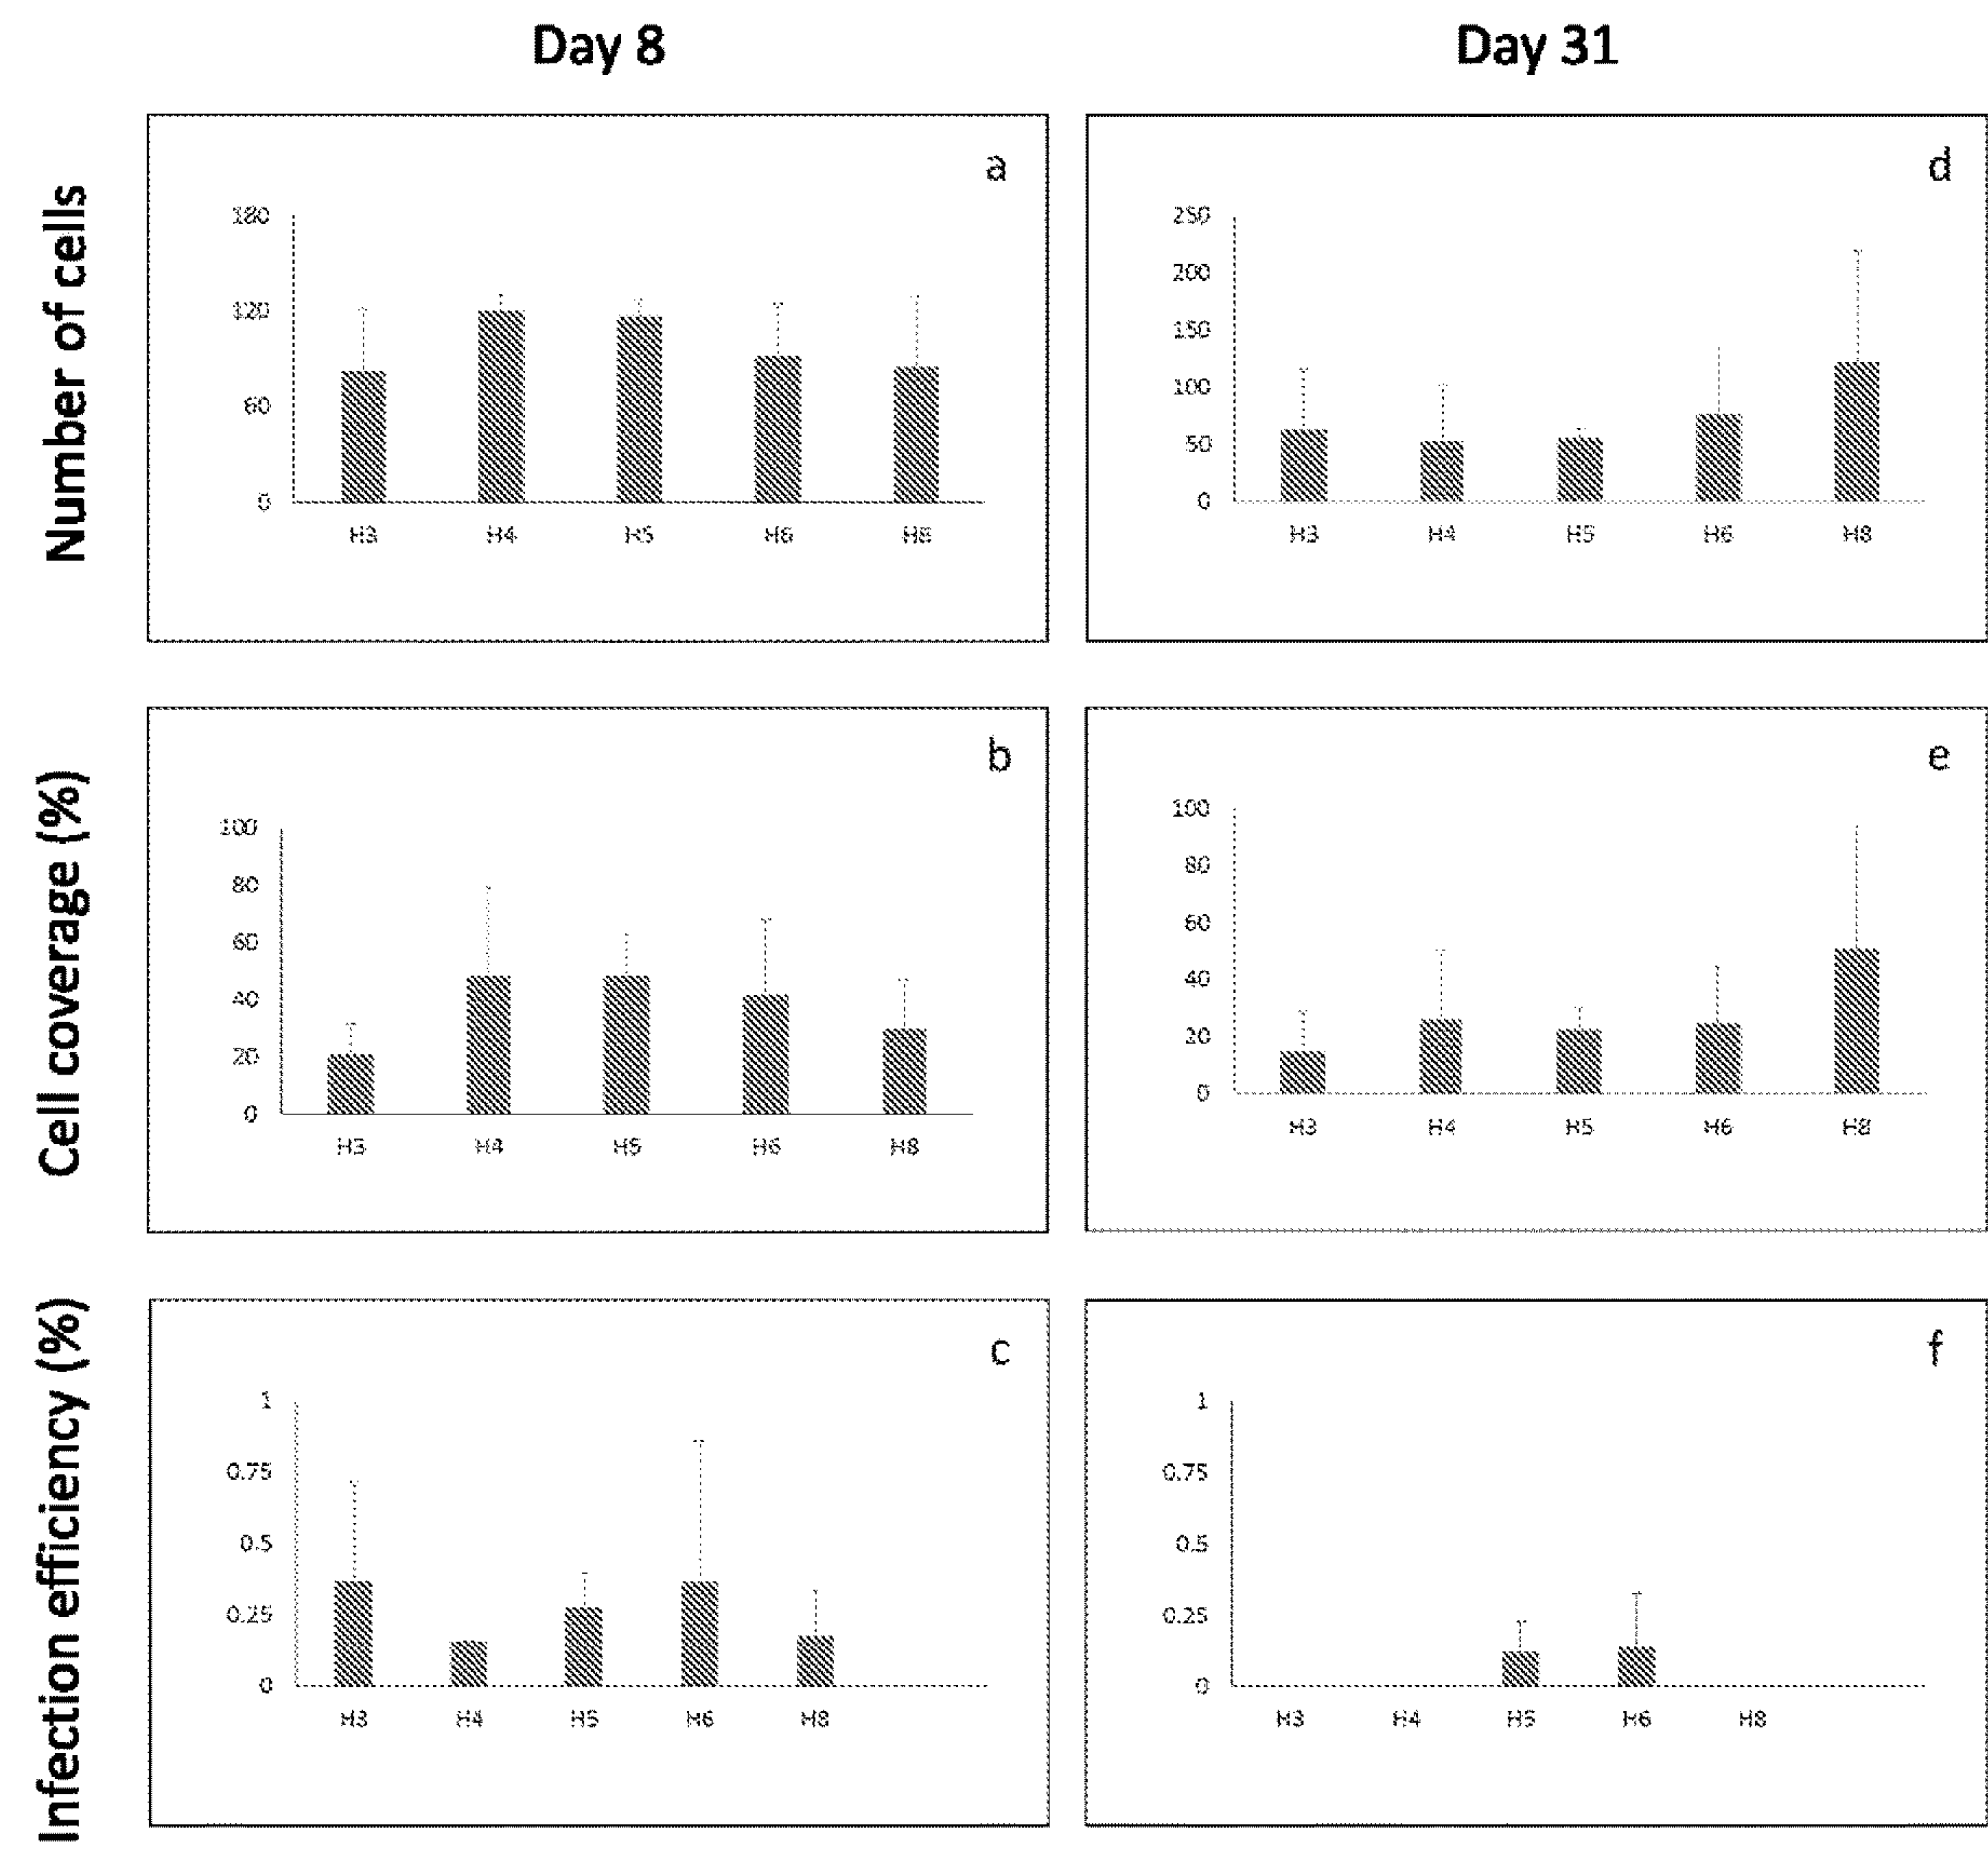 Day 8
Day 31
Number of cells
a
180
120
60
0
H3 H4 H5 H6 H8
d
250
200
150
100
50
0
H3 H4 H5 H6 H8
Cell coverage (%)
b
100
80
60
40
20
0
H3 H4 H5 H6 H8
e
100
80
60
40
20
0
H3 H4 H5 H6 H8
Infection efficiency (%)
c
1
0.75
0.5
0.25
0
H3 H4 H5 H6 H8
f
1
0.75
0.5
0.25
0
H3 H4 H5 H6 H8